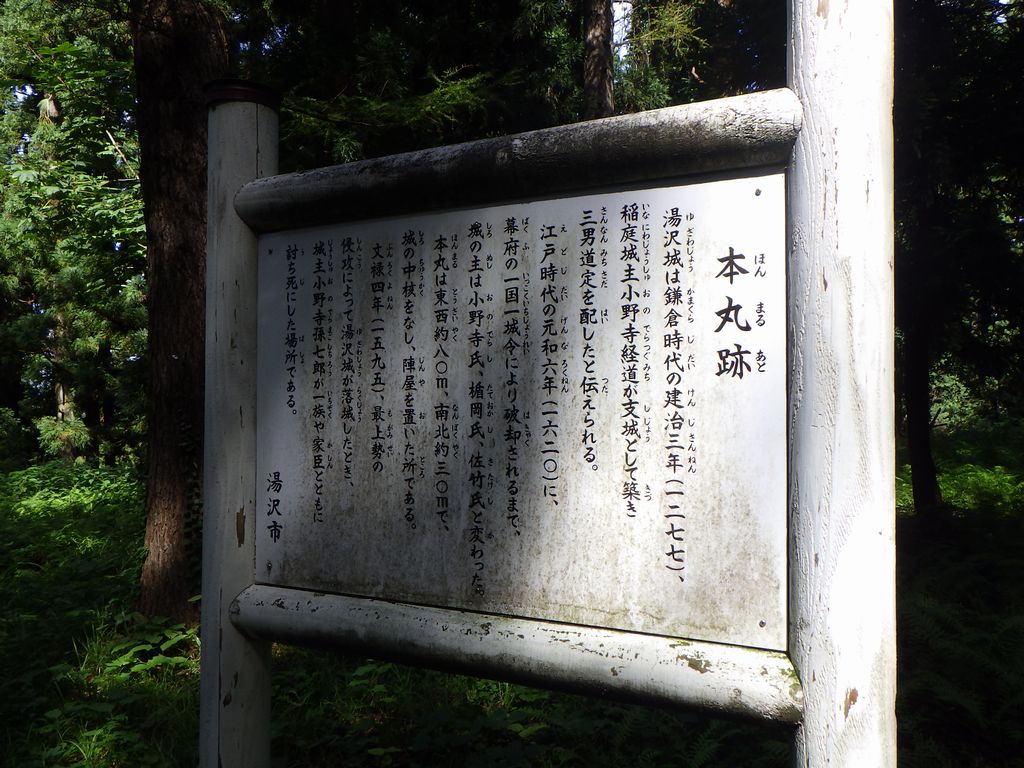 本丸跡
湯沢城は鎌倉時代の建治三年(一二七七)、
稲庭城主小野寺経道が支城として築き
三男道定を配したと伝えられる。
江戸時代の元和六年(一六二〇)に、
幕府の一国一城令により破却されるまで、
城の主は小野寺氏、楯岡氏、佐竹氏と変わった。
本丸は東西約八〇m、南北約三〇mで、
城の中核をなし、陣屋を置いた所である。
文禄四年(一五九五)、最上勢の
侵攻によって湯沢城が落城したとき、
城主小野寺孫七郎が一族や家臣とともに
討ち死にした場所である。
湯沢市